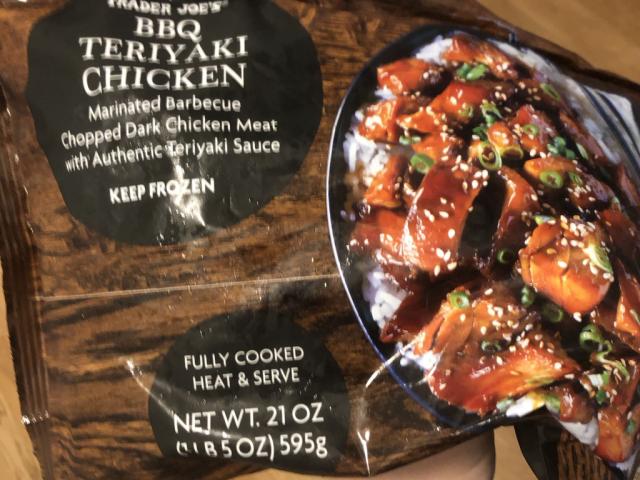 TRADER JOE'S
BBQ
TERIYAKI
CHICKEN
Marinated Barbecue
Chopped Dark Chicken Meat
with Authentic Teriyaki Sauce
KEEP FROZEN
FULLY COOKED
HEAT & SERVE
NET WT. 21 OZ
(1 LB 5 OZ) 595g